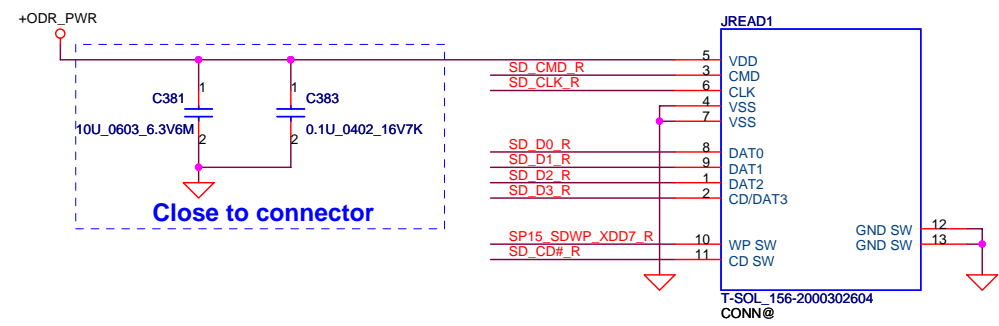 +ODR_PWR
JREAD1
5 VDD
SD_CMD_R 3 CMD
SD_CLK_R 6 CLK
4 VSS
7 VSS
1 1
C381 C383
10U_0603_6.3V6M 0.1U_0402_16V7K
2 2
SD_D0_R 8 DAT0
SD_D1_R 9 DAT1
SD_D2_R 1 DAT2
SD_D3_R 2 CD/DAT3
Close to connector
GND SW 12
GND SW 13
SP15_SDWP_XDD7_R 10 WP SW
SD_CD#_R 11 CD SW
T-SOL_156-2000302604
CONN@